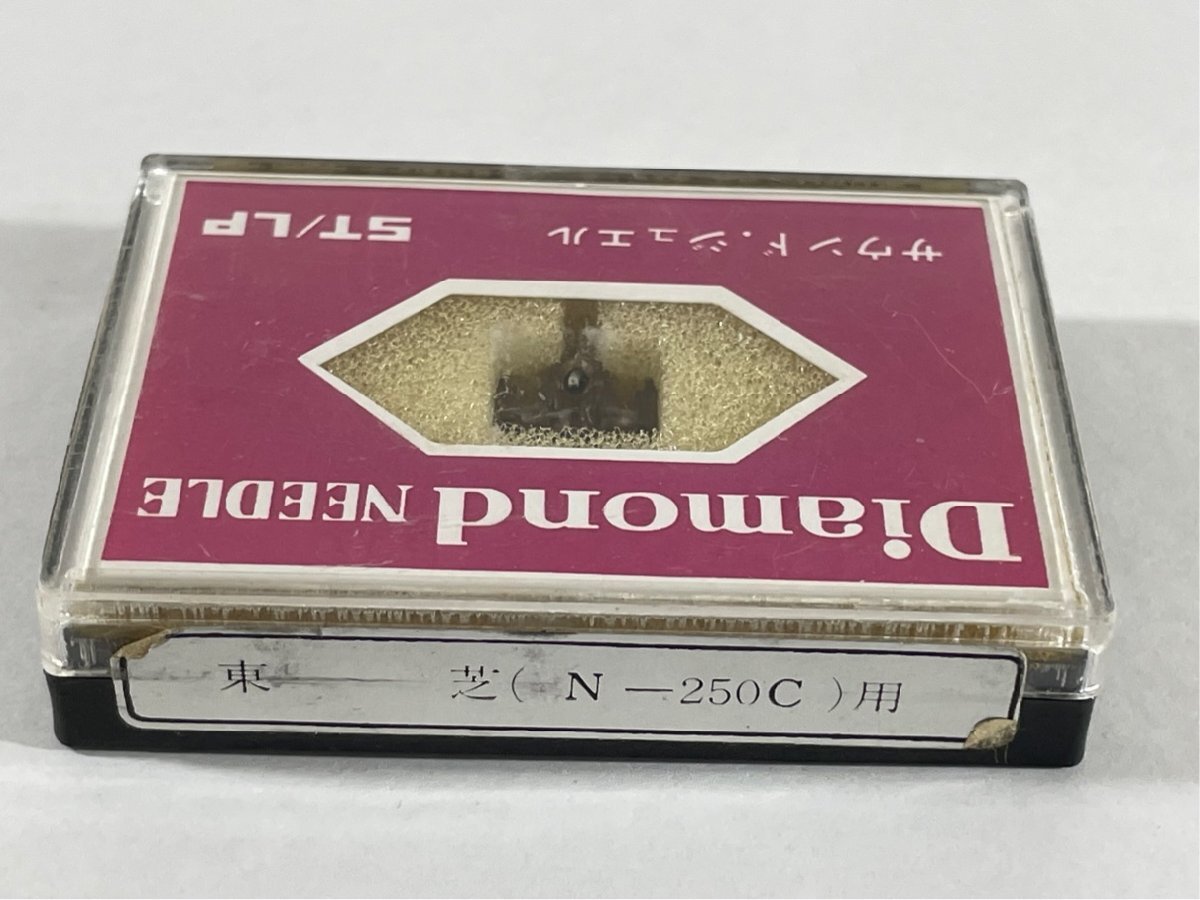 Diamond NEEDLE
サウンド・ジュエル ST/LP
東 芝( N －250C )用